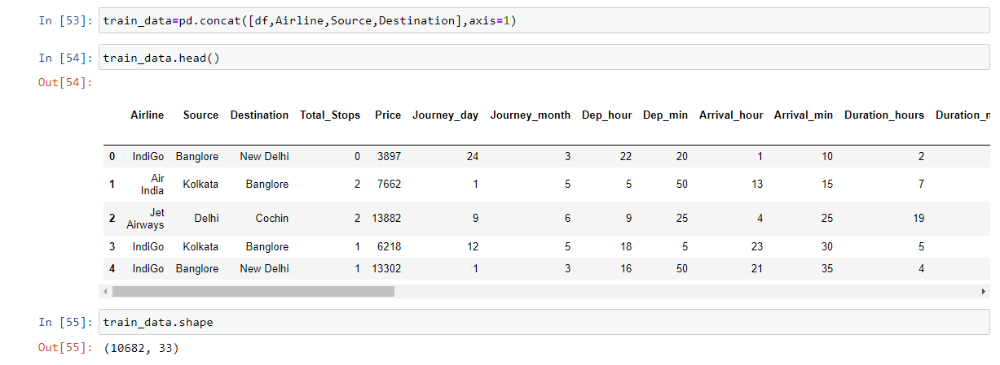 In [53]: train_data=pd.concat([df,Airline,Source,Destination],axis=1)
In [54]: train_data.head()
Out[54]:
Airline Source Destination Total_Stops Price Journey_day Journey_month Dep_hour Dep_min Arrival_hour Arrival_min Duration_hours Duration_n
0 IndiGo Banglore New Delhi 0 3897 24 3 22 20 1 10 2
1 Air India Kolkata Banglore 2 7662 1 5 5 50 13 15 7
2 Jet Airways Delhi Cochin 2 13882 9 6 9 25 4 25 19
3 IndiGo Kolkata Banglore 1 6218 12 5 18 5 23 30 5
4 IndiGo Banglore New Delhi 1 13302 1 3 16 50 21 35 4
In [55]: train_data.shape
Out[55]: (10682, 33)